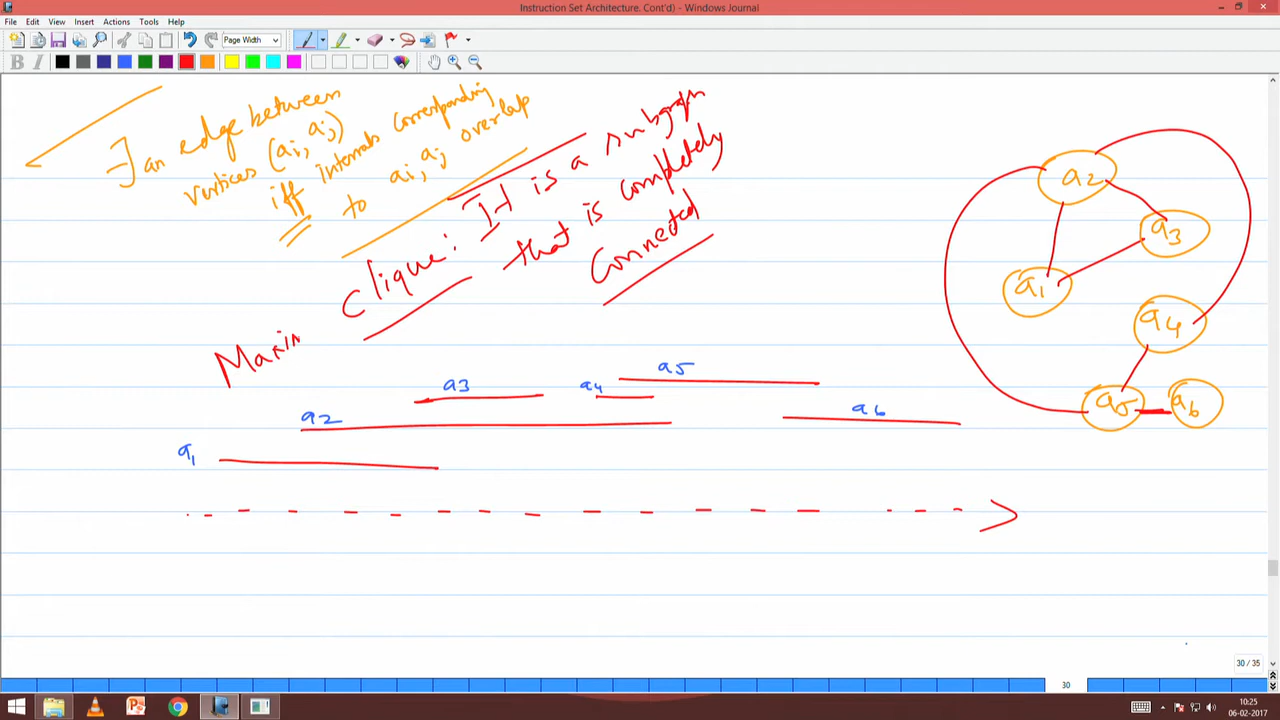 Instruction Set Architecture. Cont'd) - Windows Journal
File Edit View Insert Actions Tools Help
Page Width
B I
∃ an edge between
vertices (ai, aj)
iff intervals corresponding
to ai, aj overlap
Clique: It is a subgraph
that is completely
Connected
Maxim
a1
a2
a3
a4
a5
a6
a2
a3
a1
a4
a5
a6
30 / 35
30
10:25
06-02-2017